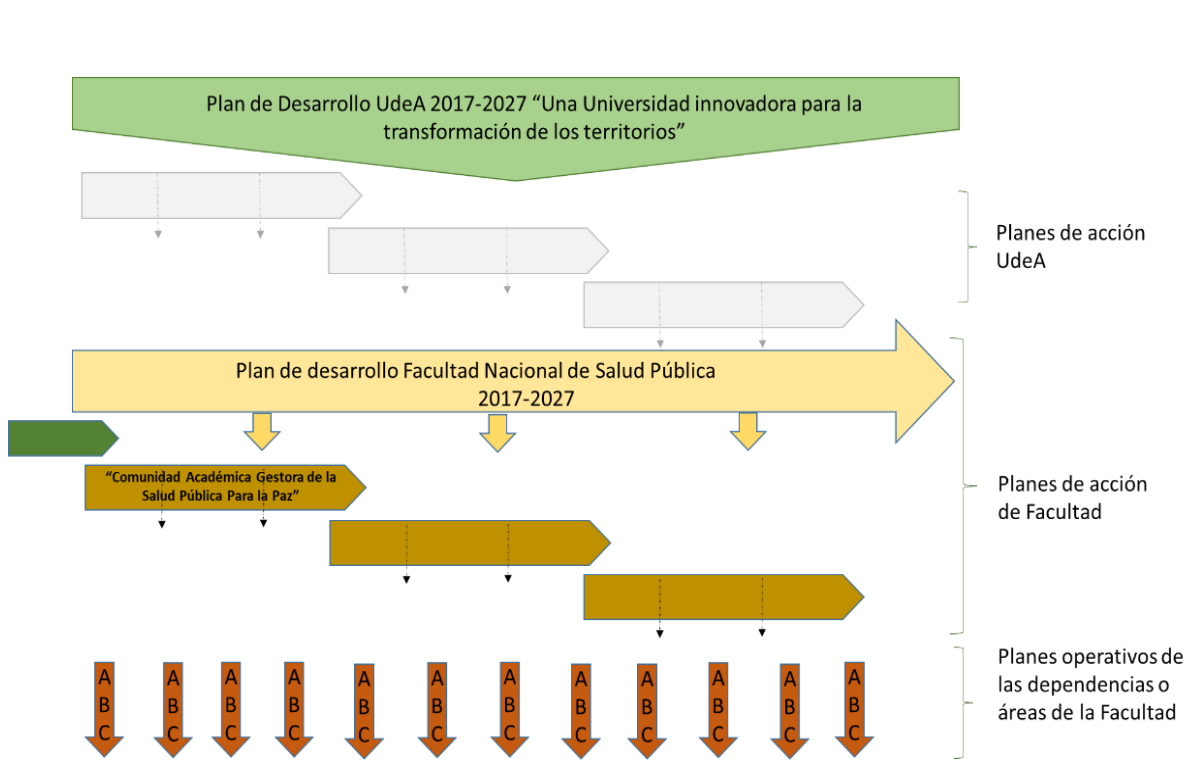 Plan de Desarrollo UdeA 2017-2027 “Una Universidad innovadora para la
transformación de los territorios”
Planes de acción
UdeA
Plan de desarrollo Facultad Nacional de Salud Pública
2017-2027
“Comunidad Académica Gestora de la
Salud Pública Para la Paz”
Planes de acción
de Facultad
Planes operativos de
las dependencias o
áreas de la Facultad
A A A A A A A A A A A A
B B B B B B B B B B B B
C C C C C C C C C C C C